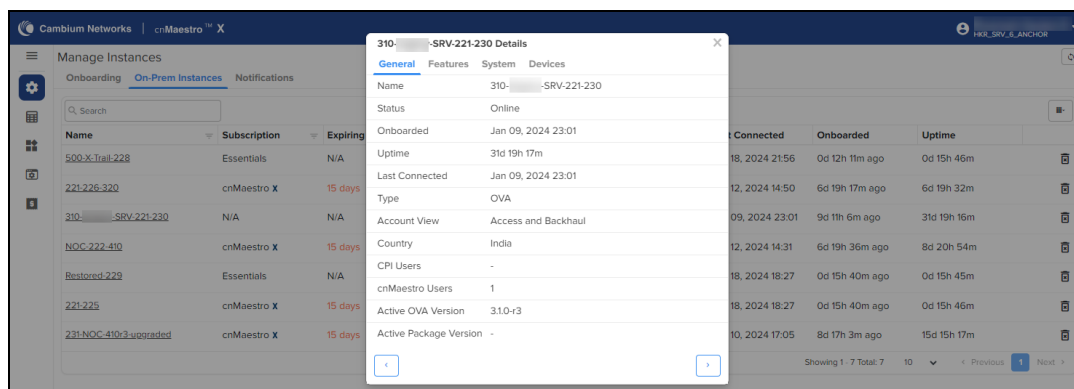 Cambium Networks | cnMaestro™ X
HKR_SRV_6_ANCHOR
Manage Instances
Onboarding On-Prem Instances Notifications
Search
Name Subscription Expiring t Connected Onboarded Uptime
500-X-Trail-228 Essentials N/A 18, 2024 21:56 0d 12h 11m ago 0d 15h 46m
221-226-320 cnMaestro X 15 days 12, 2024 14:50 6d 19h 17m ago 6d 19h 32m
310- -SRV-221-230 N/A N/A 09, 2024 23:01 9d 11h 6m ago 31d 19h 16m
NOC-222-410 cnMaestro X 15 days 12, 2024 14:31 6d 19h 36m ago 8d 20h 54m
Restored-229 Essentials N/A 18, 2024 18:27 0d 15h 40m ago 0d 15h 45m
221-225 cnMaestro X 15 days 18, 2024 18:27 0d 15h 40m ago 0d 15h 46m
231-NOC-410r3-upgraded cnMaestro X 15 days 10, 2024 17:05 8d 17h 3m ago 15d 15h 17m
Showing 1 - 7 Total: 7 10 < Previous 1 Next >
310- -SRV-221-230 Details
General Features System Devices
Name 310- -SRV-221-230
Status Online
Onboarded Jan 09, 2024 23:01
Uptime 31d 19h 17m
Last Connected Jan 09, 2024 23:01
Type OVA
Account View Access and Backhaul
Country India
CPI Users -
cnMaestro Users 1
Active OVA Version 3.1.0-r3
Active Package Version -